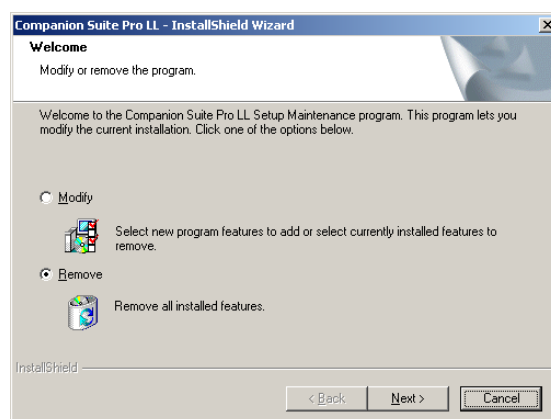 Companion Suite Pro LL - InstallShield Wizard
Welcome
Modify or remove the program.
Welcome to the Companion Suite Pro LL Setup Maintenance program. This program lets you
modify the current installation. Click one of the options below.
Modify
Select new program features to add or select currently installed features to
remove.
Remove
Remove all installed features.
InstallShield
< Back Next > Cancel